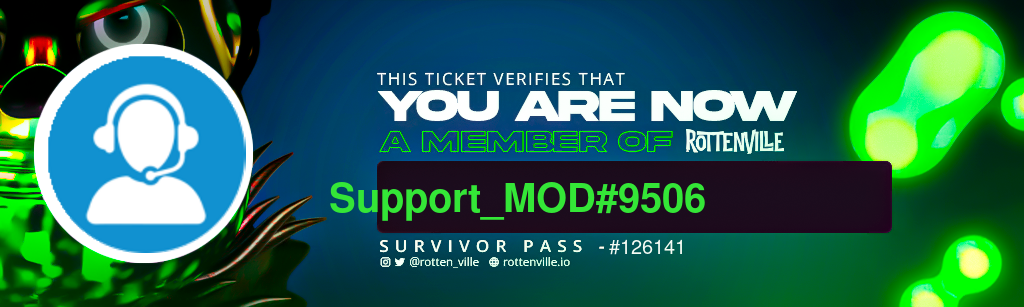 THIS TICKET VERIFIES THAT
YOU ARE NOW
A MEMBER OF ROTTENVILLE
Support_MOD#9506
SURVIVOR PASS - #126141
@rotten_ville rottenville.io